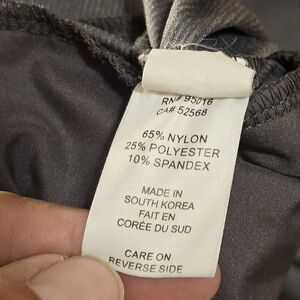 RN# 95016
CA# 52568
65% NYLON
25% POLYESTER
10% SPANDEX
MADE IN
SOUTH KOREA
FAIT EN
CORÉE DU SUD
CARE ON
REVERSE SIDE